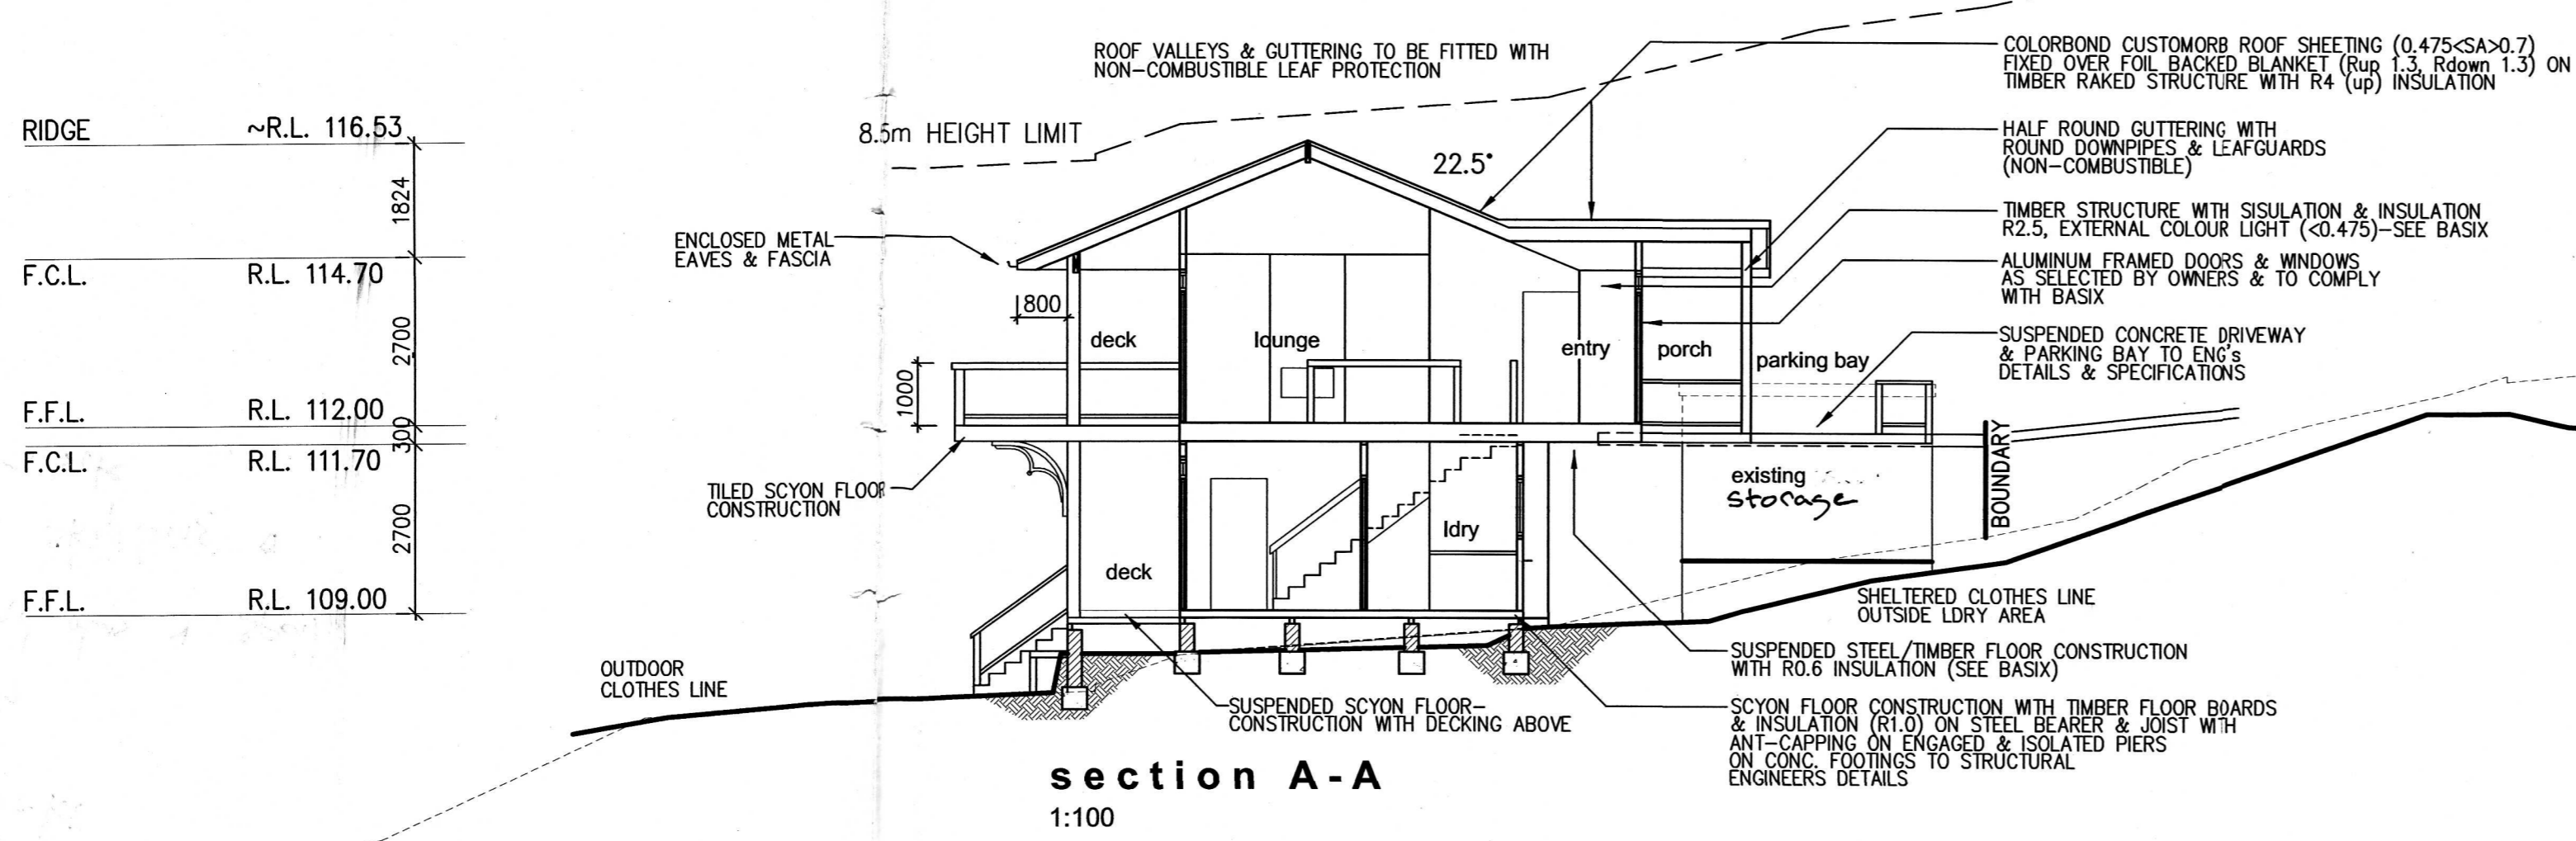 ROOF VALLEYS & GUTTERING TO BE FITTED WITH
NON-COMBUSTIBLE LEAF PROTECTION
8.5m HEIGHT LIMIT
22.5°
RIDGE ~R.L. 116.53
1824
F.C.L. R.L. 114.70
2700
F.F.L. R.L. 112.00
300
F.C.L. R.L. 111.70
2700
F.F.L. R.L. 109.00
ENCLOSED METAL
EAVES & FASCIA
800
1000
TILED SCYON FLOOR
CONSTRUCTION
OUTDOOR
CLOTHES LINE
deck
lounge
entry
porch
parking bay
deck
ldry
existing
storage
BOUNDARY
COLORBOND CUSTOMORB ROOF SHEETING (0.475<SA>0.7)
FIXED OVER FOIL BACKED BLANKET (Rup 1.3, Rdown 1.3) ON
TIMBER RAKED STRUCTURE WITH R4 (up) INSULATION
HALF ROUND GUTTERING WITH
ROUND DOWNPIPES & LEAFGUARDS
(NON-COMBUSTIBLE)
TIMBER STRUCTURE WITH SISULATION & INSULATION
R2.5, EXTERNAL COLOUR LIGHT (<0.475)-SEE BASIX
ALUMINUM FRAMED DOORS & WINDOWS
AS SELECTED BY OWNERS & TO COMPLY
WITH BASIX
SUSPENDED CONCRETE DRIVEWAY
& PARKING BAY TO ENG's
DETAILS & SPECIFICATIONS
SHELTERED CLOTHES LINE
OUTSIDE LDRY AREA
SUSPENDED STEEL/TIMBER FLOOR CONSTRUCTION
WITH R0.6 INSULATION (SEE BASIX)
SCYON FLOOR CONSTRUCTION WITH TIMBER FLOOR BOARDS
& INSULATION (R1.0) ON STEEL BEARER & JOIST WITH
ANT-CAPPING ON ENGAGED & ISOLATED PIERS
ON CONC. FOOTINGS TO STRUCTURAL
ENGINEERS DETAILS
SUSPENDED SCYON FLOOR-
CONSTRUCTION WITH DECKING ABOVE
section A-A
1:100